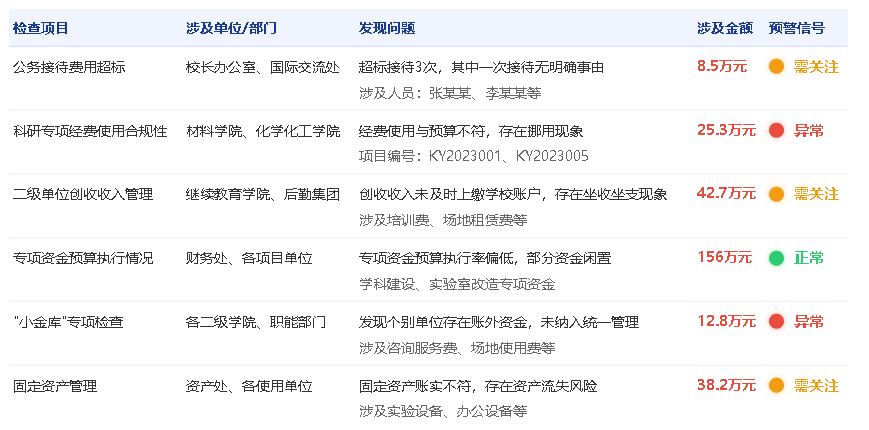 检查项目 涉及单位/部门 发现问题 涉及金额 预警信号
公务接待费用超标 校长办公室、国际交流处 超标接待3次，其中一次接待无明确事由 8.5万元 需关注
涉及人员：张某某、李某某等
科研专项经费使用合规性 材料学院、化学化工学院 经费使用与预算不符，存在挪用现象 25.3万元 异常
项目编号：KY2023001、KY2023005
二级单位创收收入管理 继续教育学院、后勤集团 创收收入未及时上缴学校账户，存在坐收坐支现象 42.7万元 需关注
涉及培训费、场地租赁费等
专项资金预算执行情况 财务处、各项目单位 专项资金预算执行率偏低，部分资金闲置 156万元 正常
学科建设、实验室改造专项资金
"小金库"专项检查 各二级学院、职能部门 发现个别单位存在账外资金，未纳入统一管理 12.8万元 异常
涉及咨询服务费、场地使用费等
固定资产管理 资产处、各使用单位 固定资产账实不符，存在资产流失风险 38.2万元 需关注
涉及实验设备、办公设备等